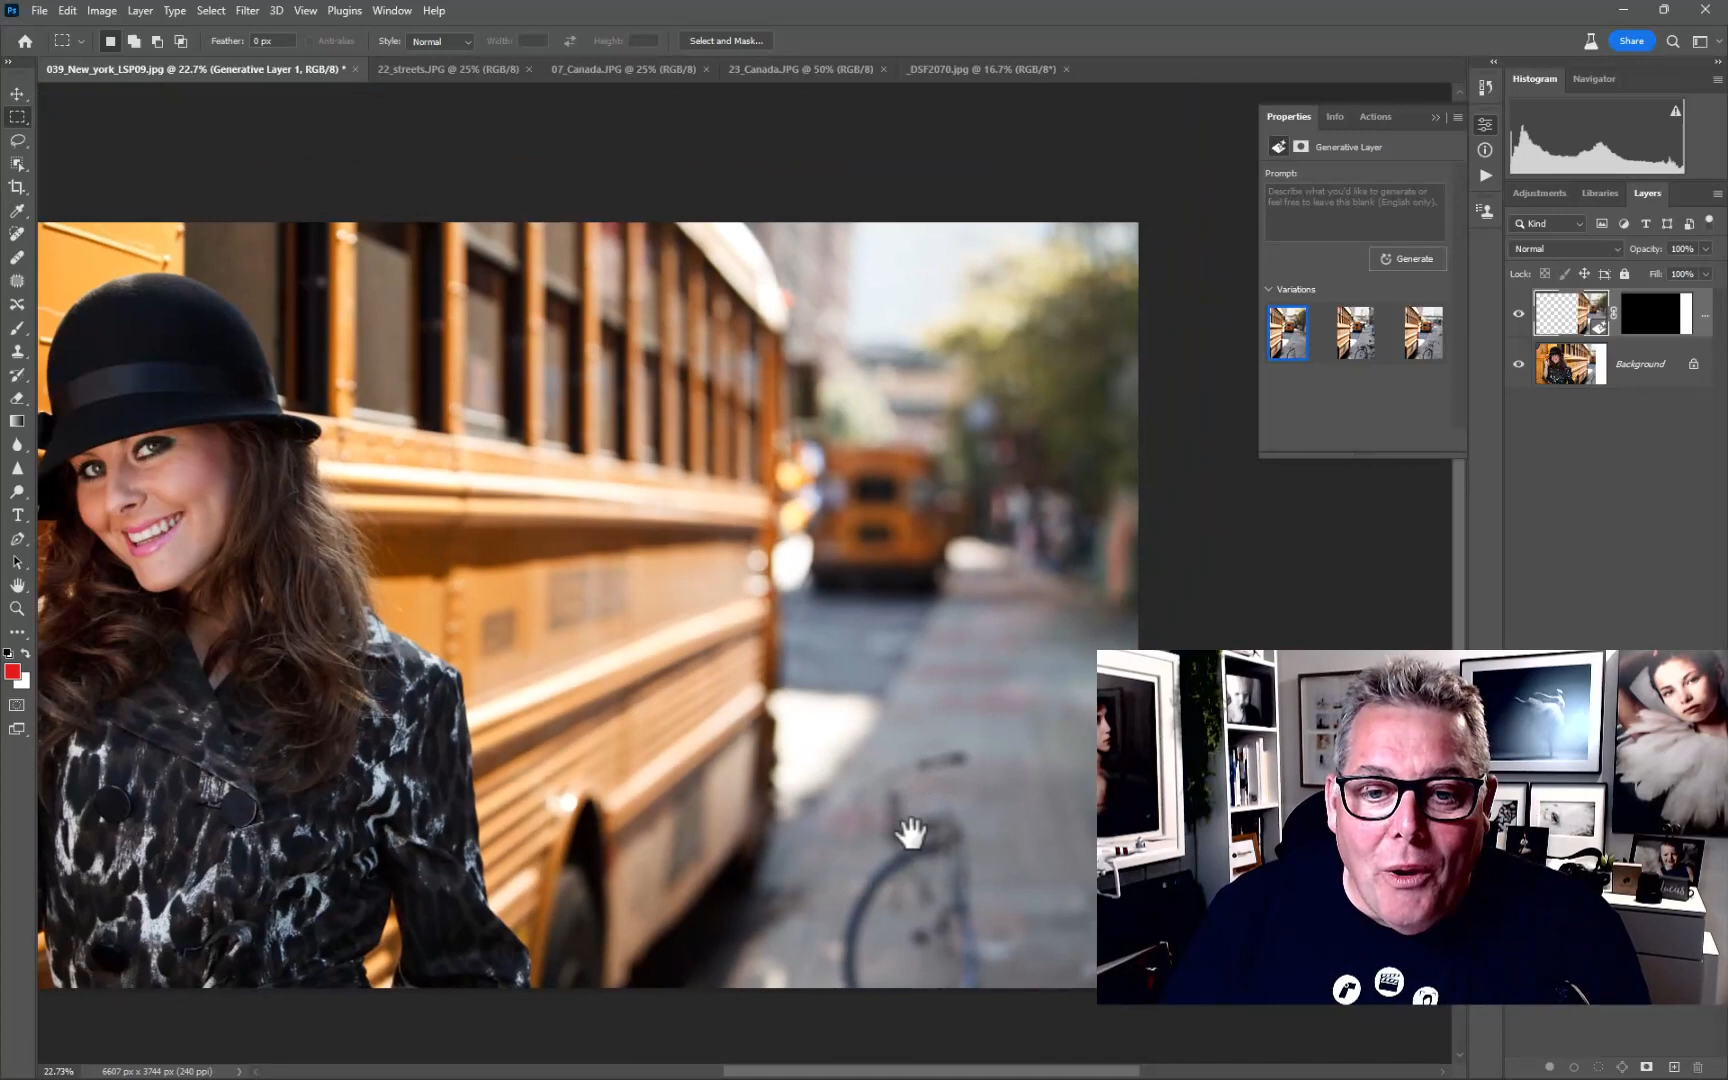 Ps File Edit Image Layer Type Select Filter 3D View Plugins Window Help
Feather: 0 px Anti-alias Style: Normal Width: Height: Select and Mask... Share
039_New_york_LSP09.jpg @ 22.7% (Generative Layer 1, RGB/8) * 22_streets.JPG @ 25% (RGB/8) 07_Canada.JPG @ 25% (RGB/8) 23_Canada.JPG @ 50% (RGB/8) _DSF2070.jpg @ 16.7% (RGB/8*)
Histogram Navigator
Properties Info Actions
Generative Layer
Prompt:
Describe what you'd like to generate or
feel free to leave this blank (English only).
Generate
Variations
Adjustments Libraries Layers
Kind
Normal Opacity: 100%
Lock: Fill: 100%
Background
22.73% 6607 px x 3744 px (240 ppi)